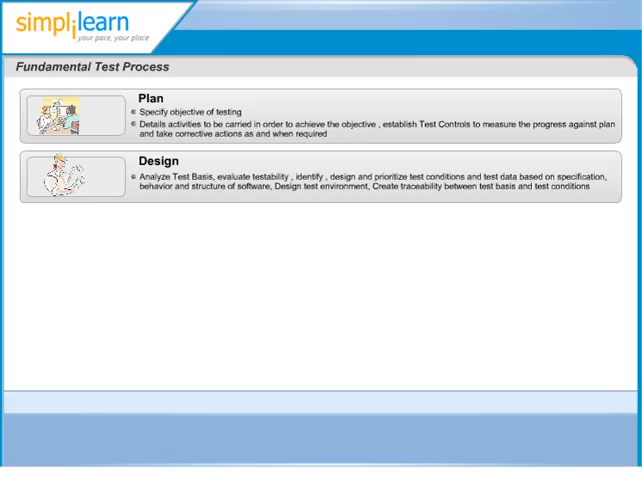 simplilearn
your pace, your place
Fundamental Test Process
Plan
Specify objective of testing
Details activities to be carried in order to achieve the objective , establish Test Controls to measure the progress against plan
and take corrective actions as and when required
Design
Analyze Test Basis, evaluate testability , identify , design and prioritize test conditions and test data based on specification,
behavior and structure of software, Design test environment, Create traceability between test basis and test conditions